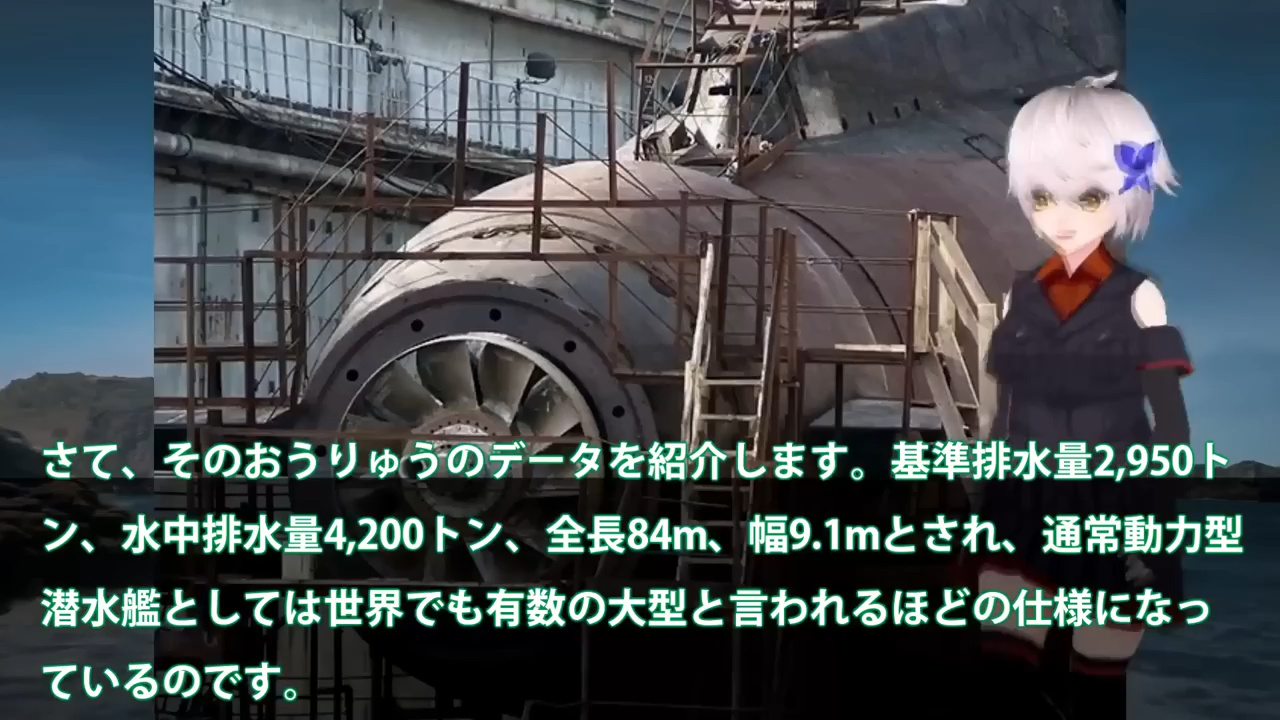 さて、そのおうりゅうのデータを紹介します。基準排水量2,950ト
ン、水中排水量4,200トン、全長84m、幅9.1mとされ、通常動力型
潜水艦としては世界でも有数の大型と言われるほどの仕様になっ
ているのです。